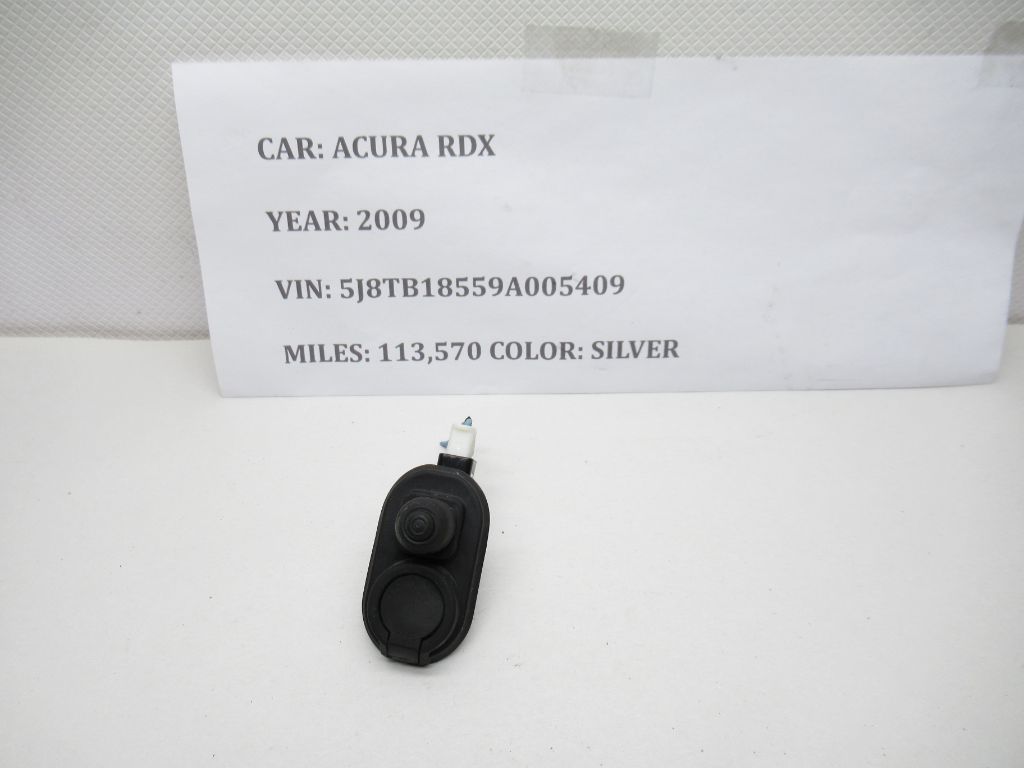 CAR: ACURA RDX
YEAR: 2009
VIN: 5J8TB18559A005409
MILES: 113,570 COLOR: SILVER